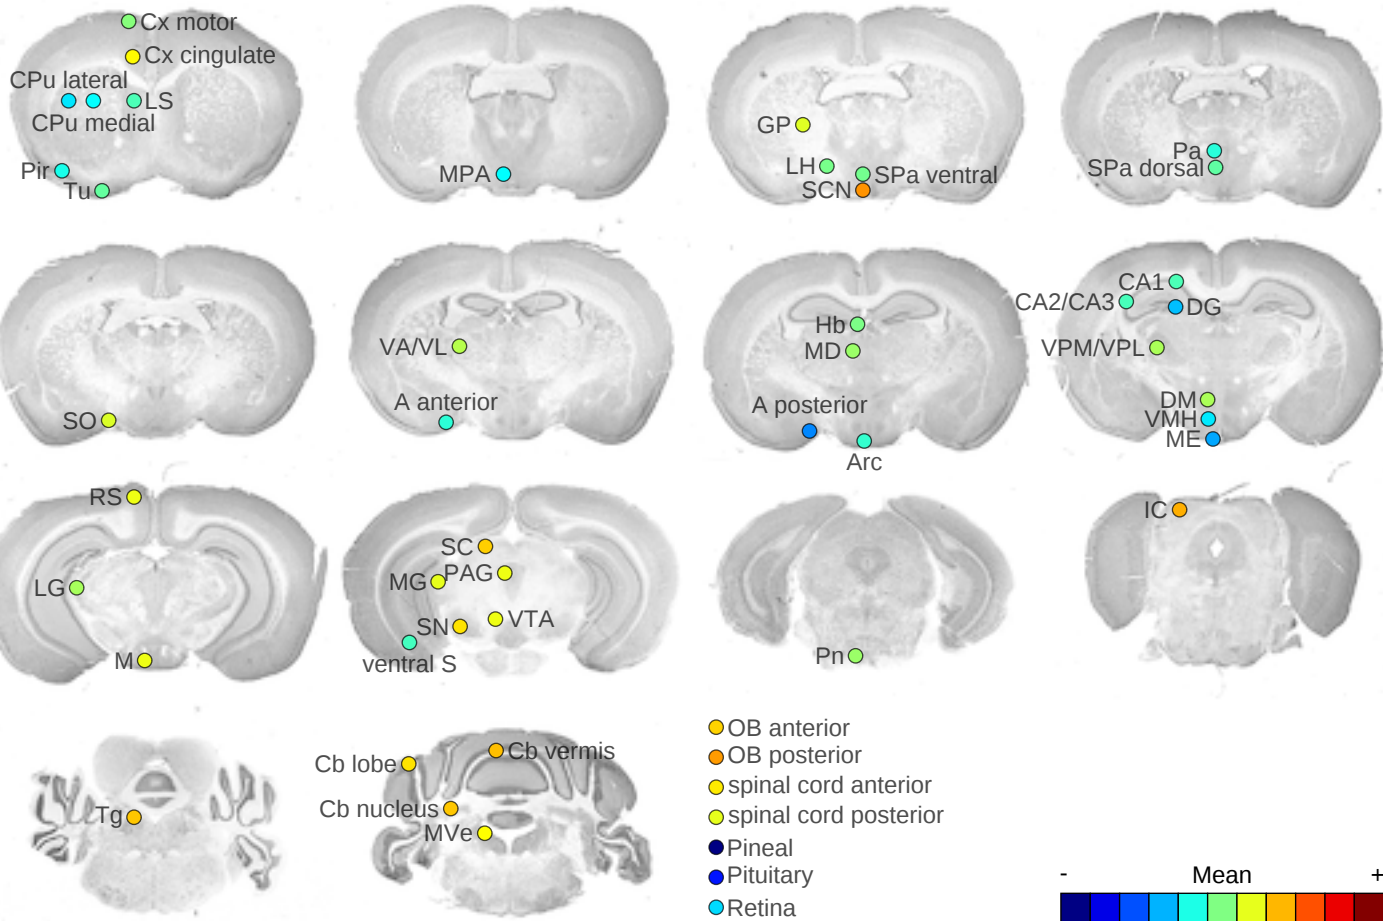 Cx motor
Cx cingulate
CPu lateral
LS
CPu medial
Pir
Tu
MPA
GP
LH
SPa ventral
SCN
Pa
SPa dorsal
SO
VA/VL
A anterior
Hb
MD
A posterior
Arc
CA1
CA2/CA3
DG
VPM/VPL
DM
VMH
ME
RS
LG
M
SC
MG
PAG
SN
VTA
ventral S
Pn
IC
Tg
Cb lobe
Cb vermis
Cb nucleus
MVe
OB anterior
OB posterior
spinal cord anterior
spinal cord posterior
Pineal
Pituitary
Retina
- Mean +